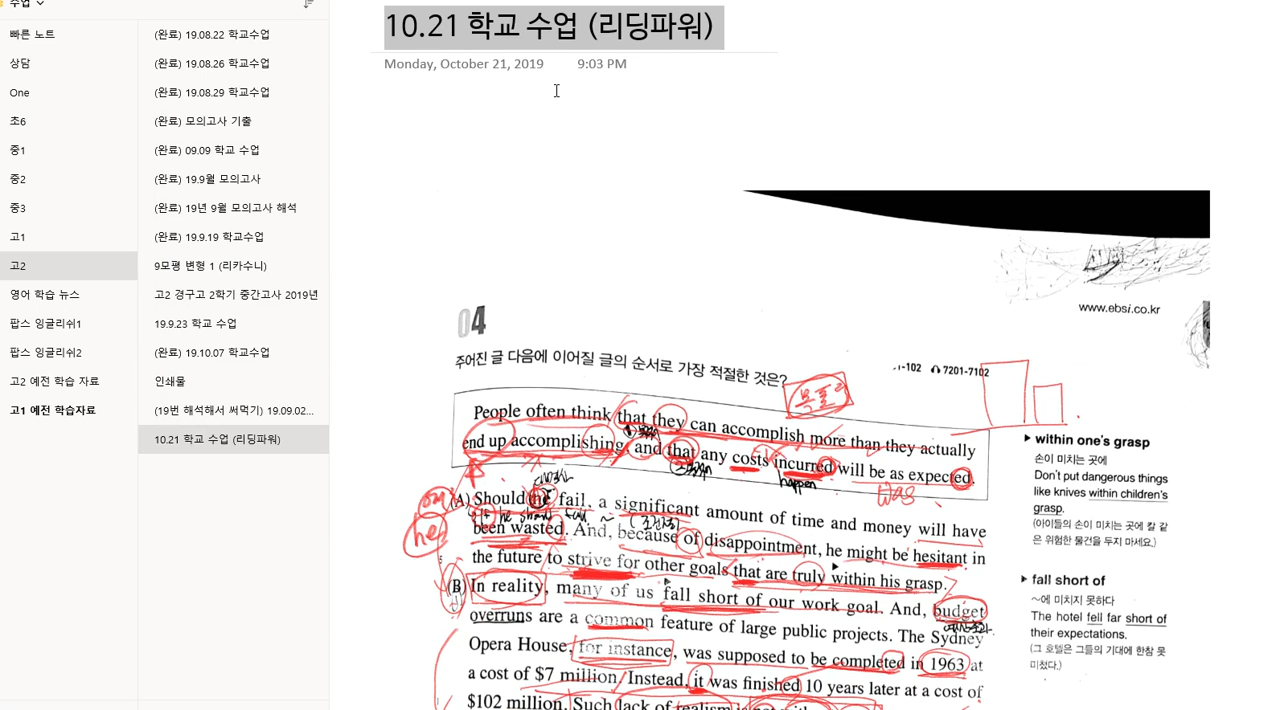 수업
빠른 노트
상담
One
초6
중1
중2
중3
고1
고2
영어 학습 뉴스
팝스 잉글리쉬1
팝스 잉글리쉬2
고2 예전 학습 자료
고1 예전 학습자료
(완료) 19.08.22 학교수업
(완료) 19.08.26 학교수업
(완료) 19.08.29 학교수업
(완료) 모의고사 기출
(완료) 09.09 학교 수업
(완료) 19.9월 모의고사
(완료) 19년 9월 모의고사 해석
(완료) 19.9.19 학교수업
9모평 변형 1 (리카수니)
고2 경구고 2학기 중간고사 2019년
19.9.23 학교 수업
(완료) 19.10.07 학교수업
인쇄물
(19번 해석해서 써먹기) 19.09.02...
10.21 학교 수업 (리딩파워)
10.21 학교 수업 (리딩파워)
Monday, October 21, 2019 9:03 PM
www.ebsi.co.kr
04
주어진 글 다음에 이어질 글의 순서로 가장 적절한 것은?
-102 7201-7102
People often think that they can accomplish more than they actually
end up accomplishing, and that any costs incurred will be as expected.
happen
was
(A) Should he fail, a significant amount of time and money will have
he
been wasted. And, because of disappointment, he might be hesitant in
the future to strive for other goals that are truly within his grasp.
(B) In reality, many of us fall short of our work goal. And, budget
overruns are a common feature of large public projects. The Sydney
Opera House, for instance, was supposed to be completed in 1963 at
a cost of $7 million. Instead, it was finished 10 years later at a cost of
$102 million. Such lack of realism is not
within one's grasp
손이 미치는 곳에
Don't put dangerous things
like knives within children's
grasp.
(아이들의 손이 미치는 곳에 칼 같
은 위험한 물건을 두지 마세요.)
fall short of
~에 미치지 못하다
The hotel fell far short of
their expectations.
(그 호텔은 그들의 기대에 한참 못
미쳤다.)